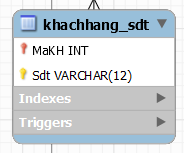 khachhang_sdt
MaKH INT
Sdt VARCHAR(12)
Indexes
Triggers